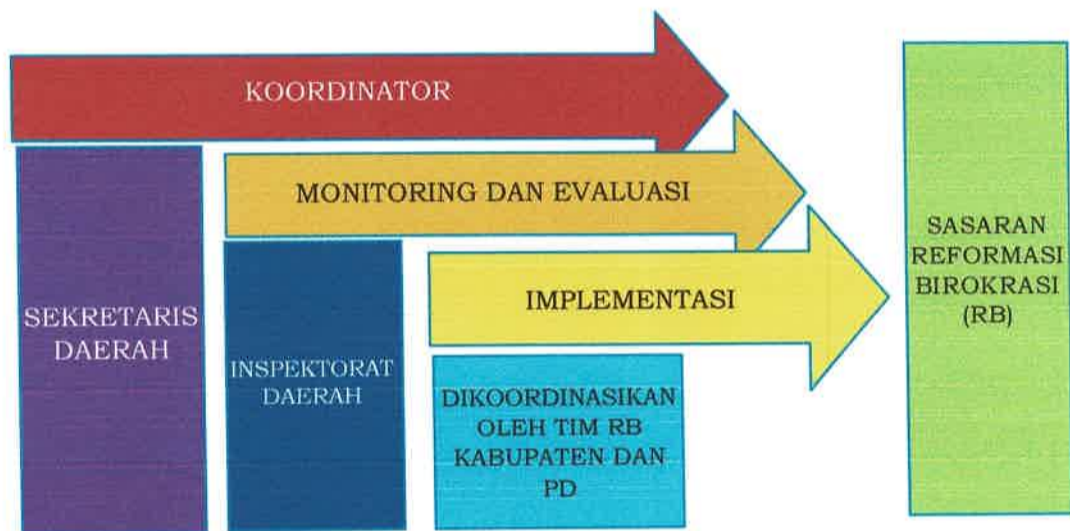 KOORDINATOR
MONITORING DAN EVALUASI
IMPLEMENTASI
SEKRETARIS
DAERAH
INSPEKTORAT
DAERAH
DIKOORDINASIKAN
OLEH TIM RB
KABUPATEN DAN
PD
SASARAN
REFORMASI
BIROKRASI
(RB)